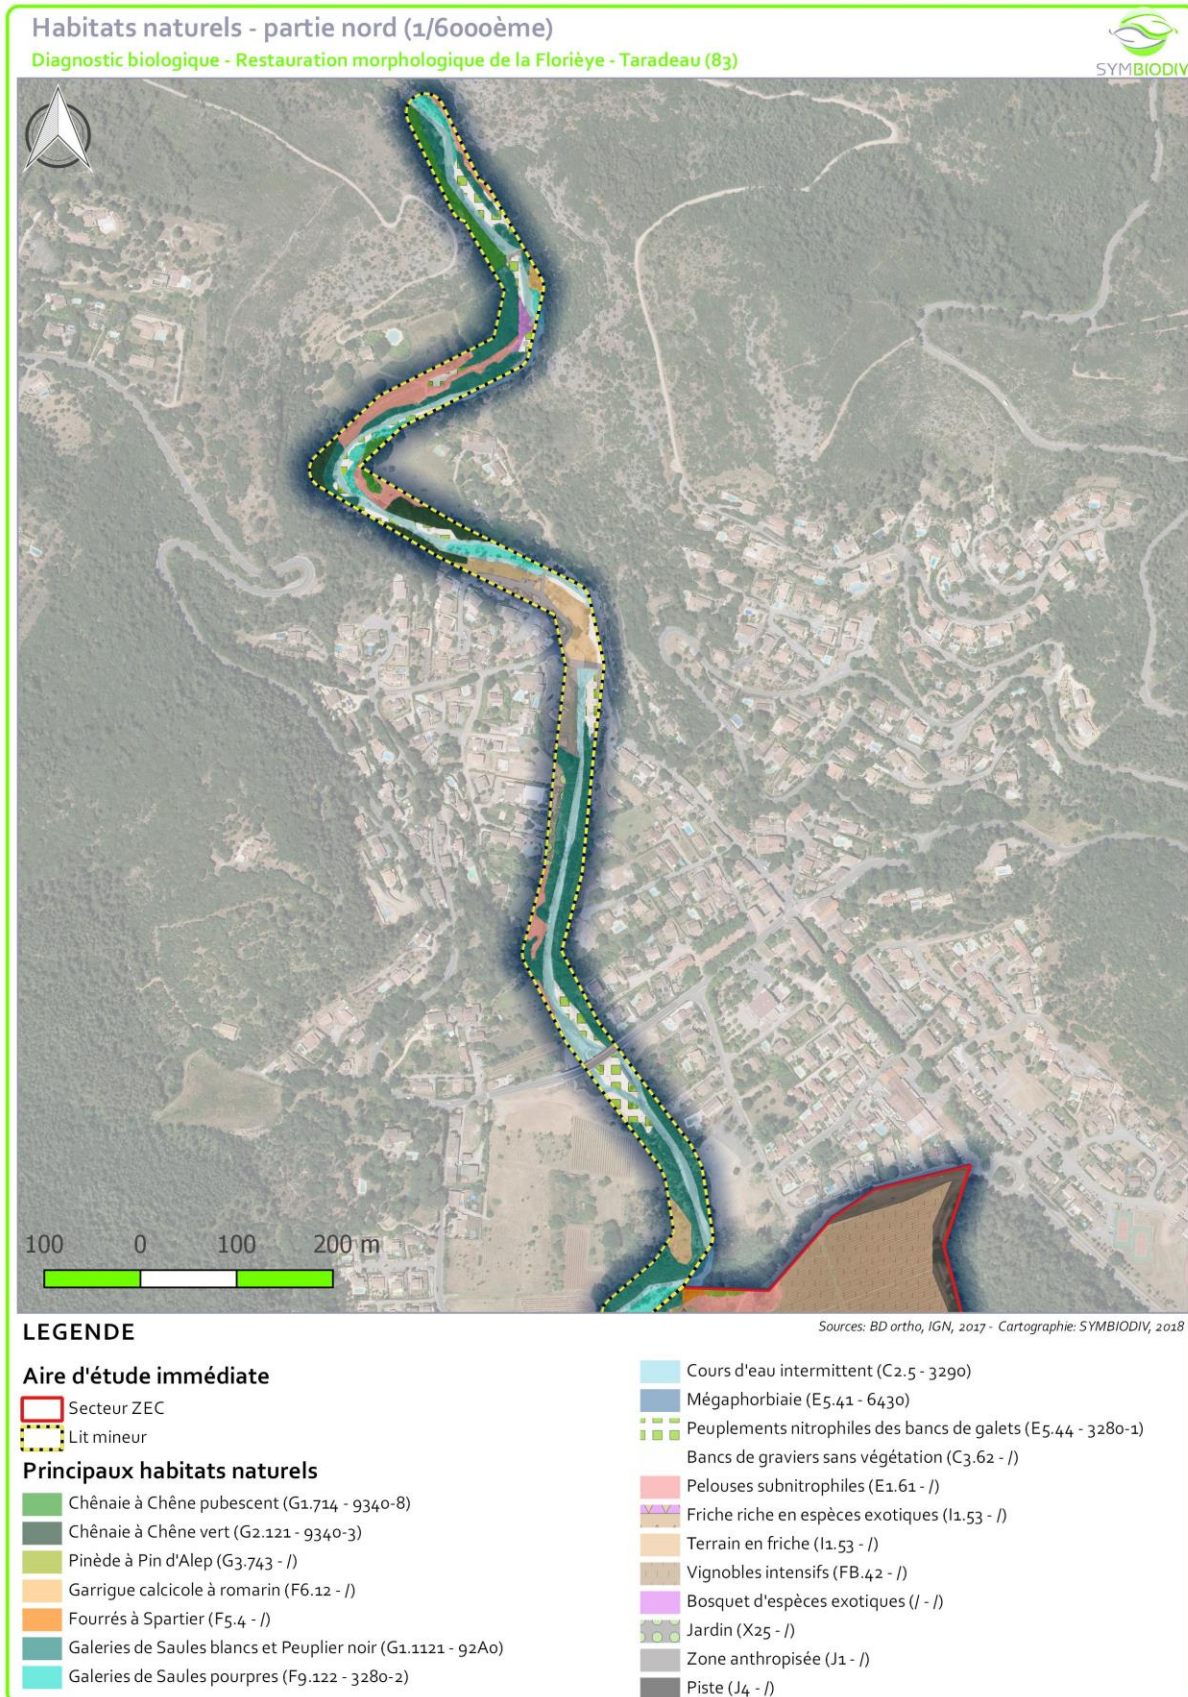 Habitats naturels - partie nord (1/6000ème)
Diagnostic biologique - Restauration morphologique de la Florièye - Taradeau (83)
SYMBIODIV
100 0 100 200 m
LEGENDE
Sources: BD ortho, IGN, 2017 - Cartographie: SYMBIODIV, 2018
Aire d'étude immédiate
Secteur ZEC
Lit mineur
Principaux habitats naturels
Chênaie à Chêne pubescent (G1.714 - 9340-8)
Chênaie à Chêne vert (G2.121 - 9340-3)
Pinède à Pin d'Alep (G3.743 - /)
Garrigue calcicole à romarin (F6.12 - /)
Fourrés à Spartier (F5.4 - /)
Galeries de Saules blancs et Peuplier noir (G1.1121 - 92A0)
Galeries de Saules pourpres (F9.122 - 3280-2)
Cours d'eau intermittent (C2.5 - 3290)
Mégaphorbiaie (E5.41 - 6430)
Peuplements nitrophiles des bancs de galets (E5.44 - 3280-1)
Bancs de graviers sans végétation (C3.62 - /)
Pelouses subnitrophiles (E1.61 - /)
Friche riche en espèces exotiques (I1.53 - /)
Terrain en friche (I1.53 - /)
Vignobles intensifs (FB.42 - /)
Bosquet d'espèces exotiques (/ - /)
Jardin (X25 - /)
Zone anthropisée (J1 - /)
Piste (J4 - /)